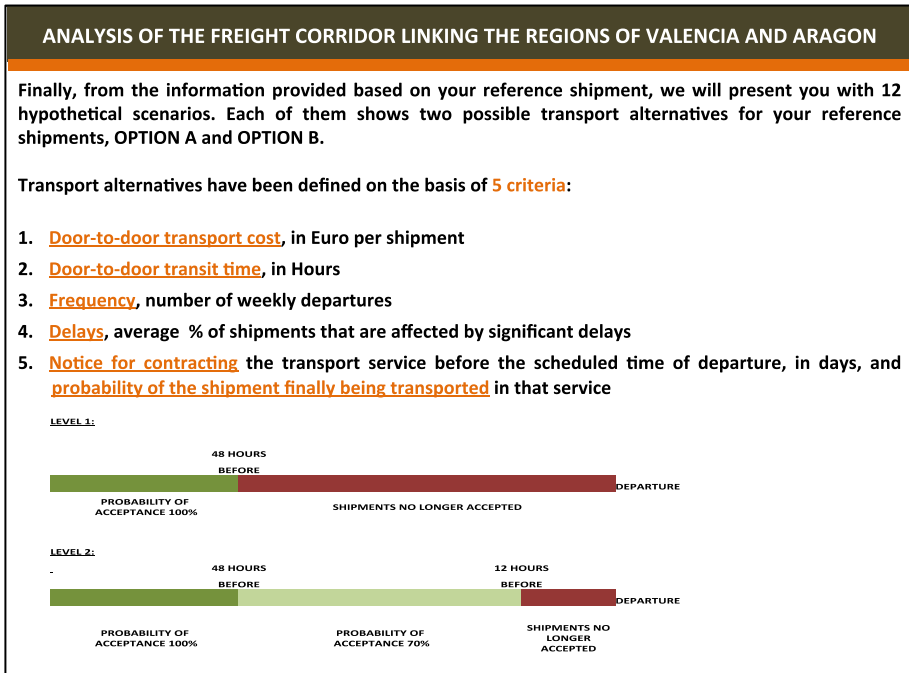 ANALYSIS OF THE FREIGHT CORRIDOR LINKING THE REGIONS OF VALENCIA AND ARAGON
Finally, from the information provided based on your reference shipment, we will present you with 12
hypothetical scenarios. Each of them shows two possible transport alternatives for your reference
shipments, OPTION A and OPTION B.
Transport alternatives have been defined on the basis of 5 criteria:
1. Door-to-door transport cost, in Euro per shipment
2. Door-to-door transit time, in Hours
3. Frequency, number of weekly departures
4. Delays, average % of shipments that are affected by significant delays
5. Notice for contracting the transport service before the scheduled time of departure, in days, and
probability of the shipment finally being transported in that service
LEVEL 1:
48 HOURS
BEFORE
DEPARTURE
PROBABILITY OF
ACCEPTANCE 100%
SHIPMENTS NO LONGER ACCEPTED
LEVEL 2:
48 HOURS
BEFORE
12 HOURS
BEFORE
DEPARTURE
PROBABILITY OF
ACCEPTANCE 100%
PROBABILITY OF
ACCEPTANCE 70%
SHIPMENTS NO
LONGER
ACCEPTED